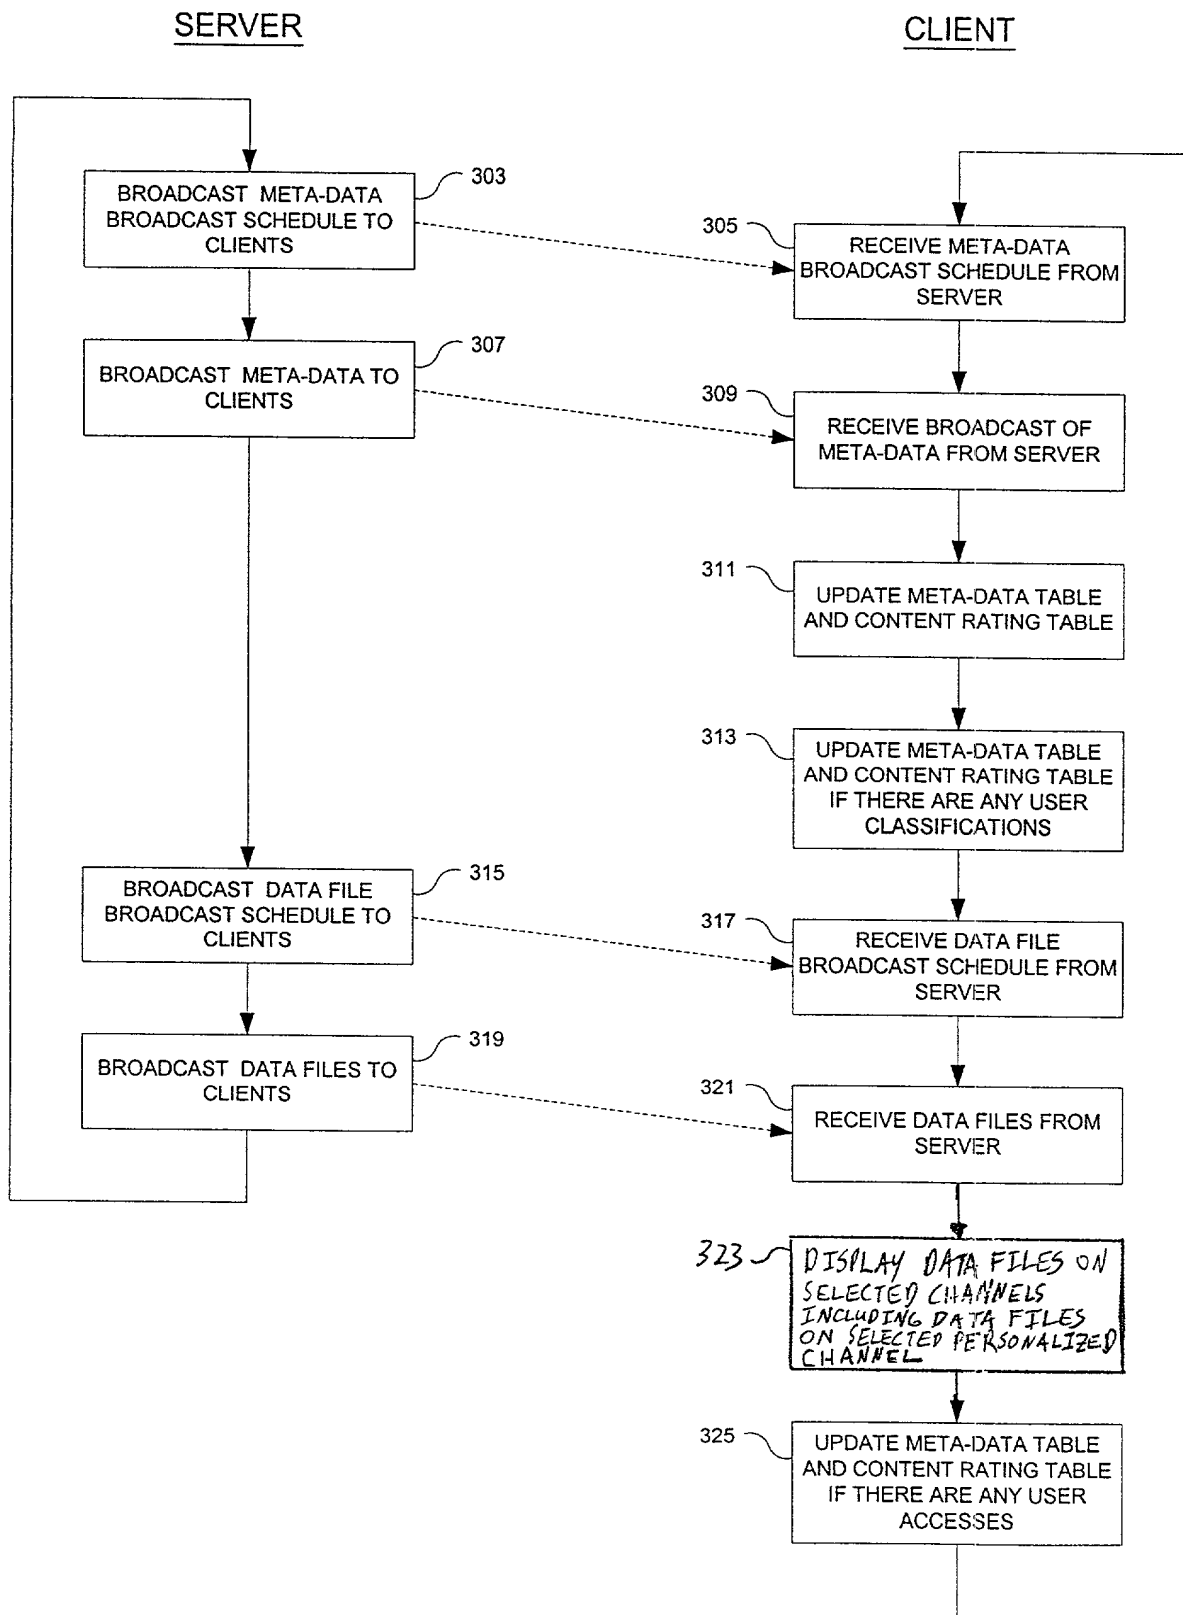 SERVER
CLIENT
303
BROADCAST META-DATA
BROADCAST SCHEDULE TO
CLIENTS
305
RECEIVE META-DATA
BROADCAST SCHEDULE FROM
SERVER
307
BROADCAST META-DATA TO
CLIENTS
309
RECEIVE BROADCAST OF
META-DATA FROM SERVER
311
UPDATE META-DATA TABLE
AND CONTENT RATING TABLE
313
UPDATE META-DATA TABLE
AND CONTENT RATING TABLE
IF THERE ARE ANY USER
CLASSIFICATIONS
315
BROADCAST DATA FILE
BROADCAST SCHEDULE TO
CLIENTS
317
RECEIVE DATA FILE
BROADCAST SCHEDULE FROM
SERVER
319
BROADCAST DATA FILES TO
CLIENTS
321
RECEIVE DATA FILES FROM
SERVER
323
DISPLAY DATA FILES ON
SELECTED CHANNELS
INCLUDING DATA FILES
ON SELECTED PERSONALIZED
CHANNEL
325
UPDATE META-DATA TABLE
AND CONTENT RATING TABLE
IF THERE ARE ANY USER
ACCESSES